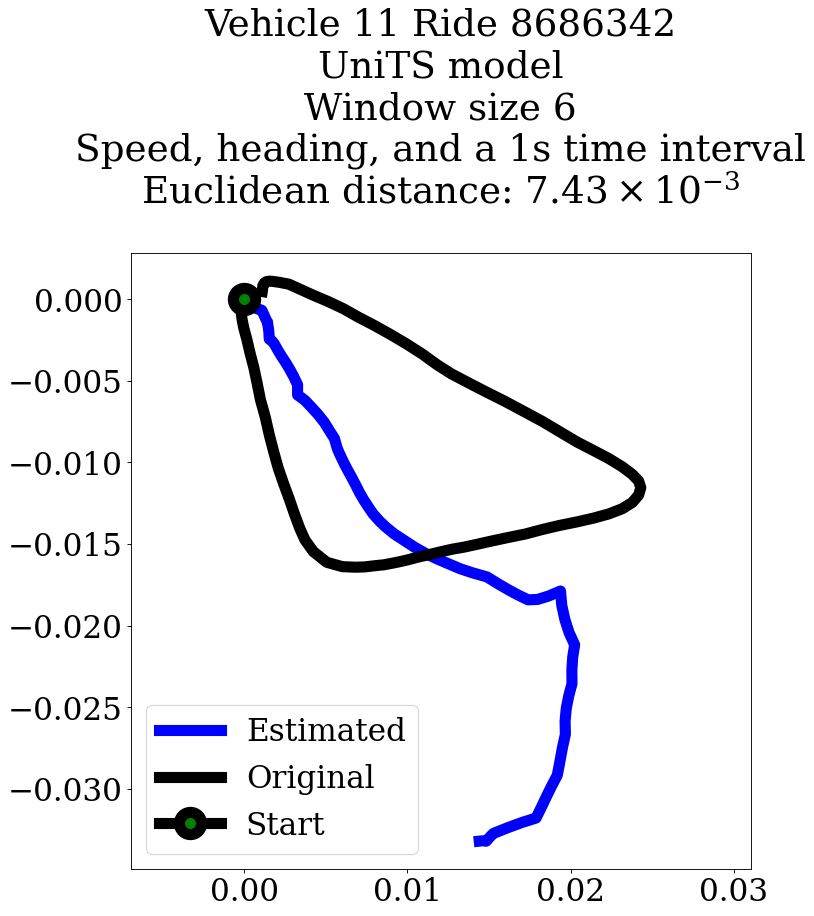 Vehicle 11 Ride 8686342
UniTS model
Window size 6
Speed, heading, and a 1s time interval
Euclidean distance: 7.43 × 10⁻³
0.000
−0.005
−0.010
−0.015
−0.020
−0.025
−0.030
Estimated
Original
Start
0.00 0.01 0.02 0.03